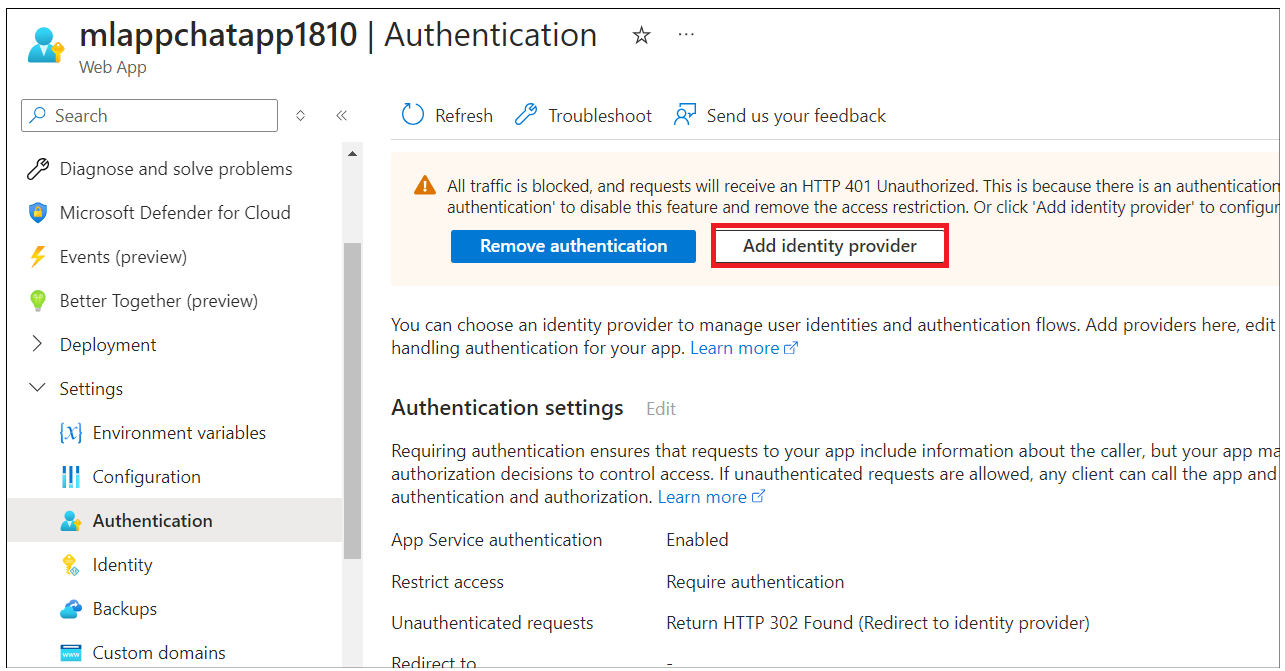 mlappchatapp1810 | Authentication
Web App
Search
Refresh
Troubleshoot
Send us your feedback
Diagnose and solve problems
Microsoft Defender for Cloud
Events (preview)
Better Together (preview)
Deployment
Settings
Environment variables
Configuration
Authentication
Identity
Backups
Custom domains
All traffic is blocked, and requests will receive an HTTP 401 Unauthorized. This is because there is an authentication
authentication' to disable this feature and remove the access restriction. Or click 'Add identity provider' to configur
Remove authentication
Add identity provider
You can choose an identity provider to manage user identities and authentication flows. Add providers here, edit
handling authentication for your app. Learn more
Authentication settings Edit
Requiring authentication ensures that requests to your app include information about the caller, but your app ma
authorization decisions to control access. If unauthenticated requests are allowed, any client can call the app and
authentication and authorization. Learn more
App Service authentication Enabled
Restrict access Require authentication
Unauthenticated requests Return HTTP 302 Found (Redirect to identity provider)
Redirect to -